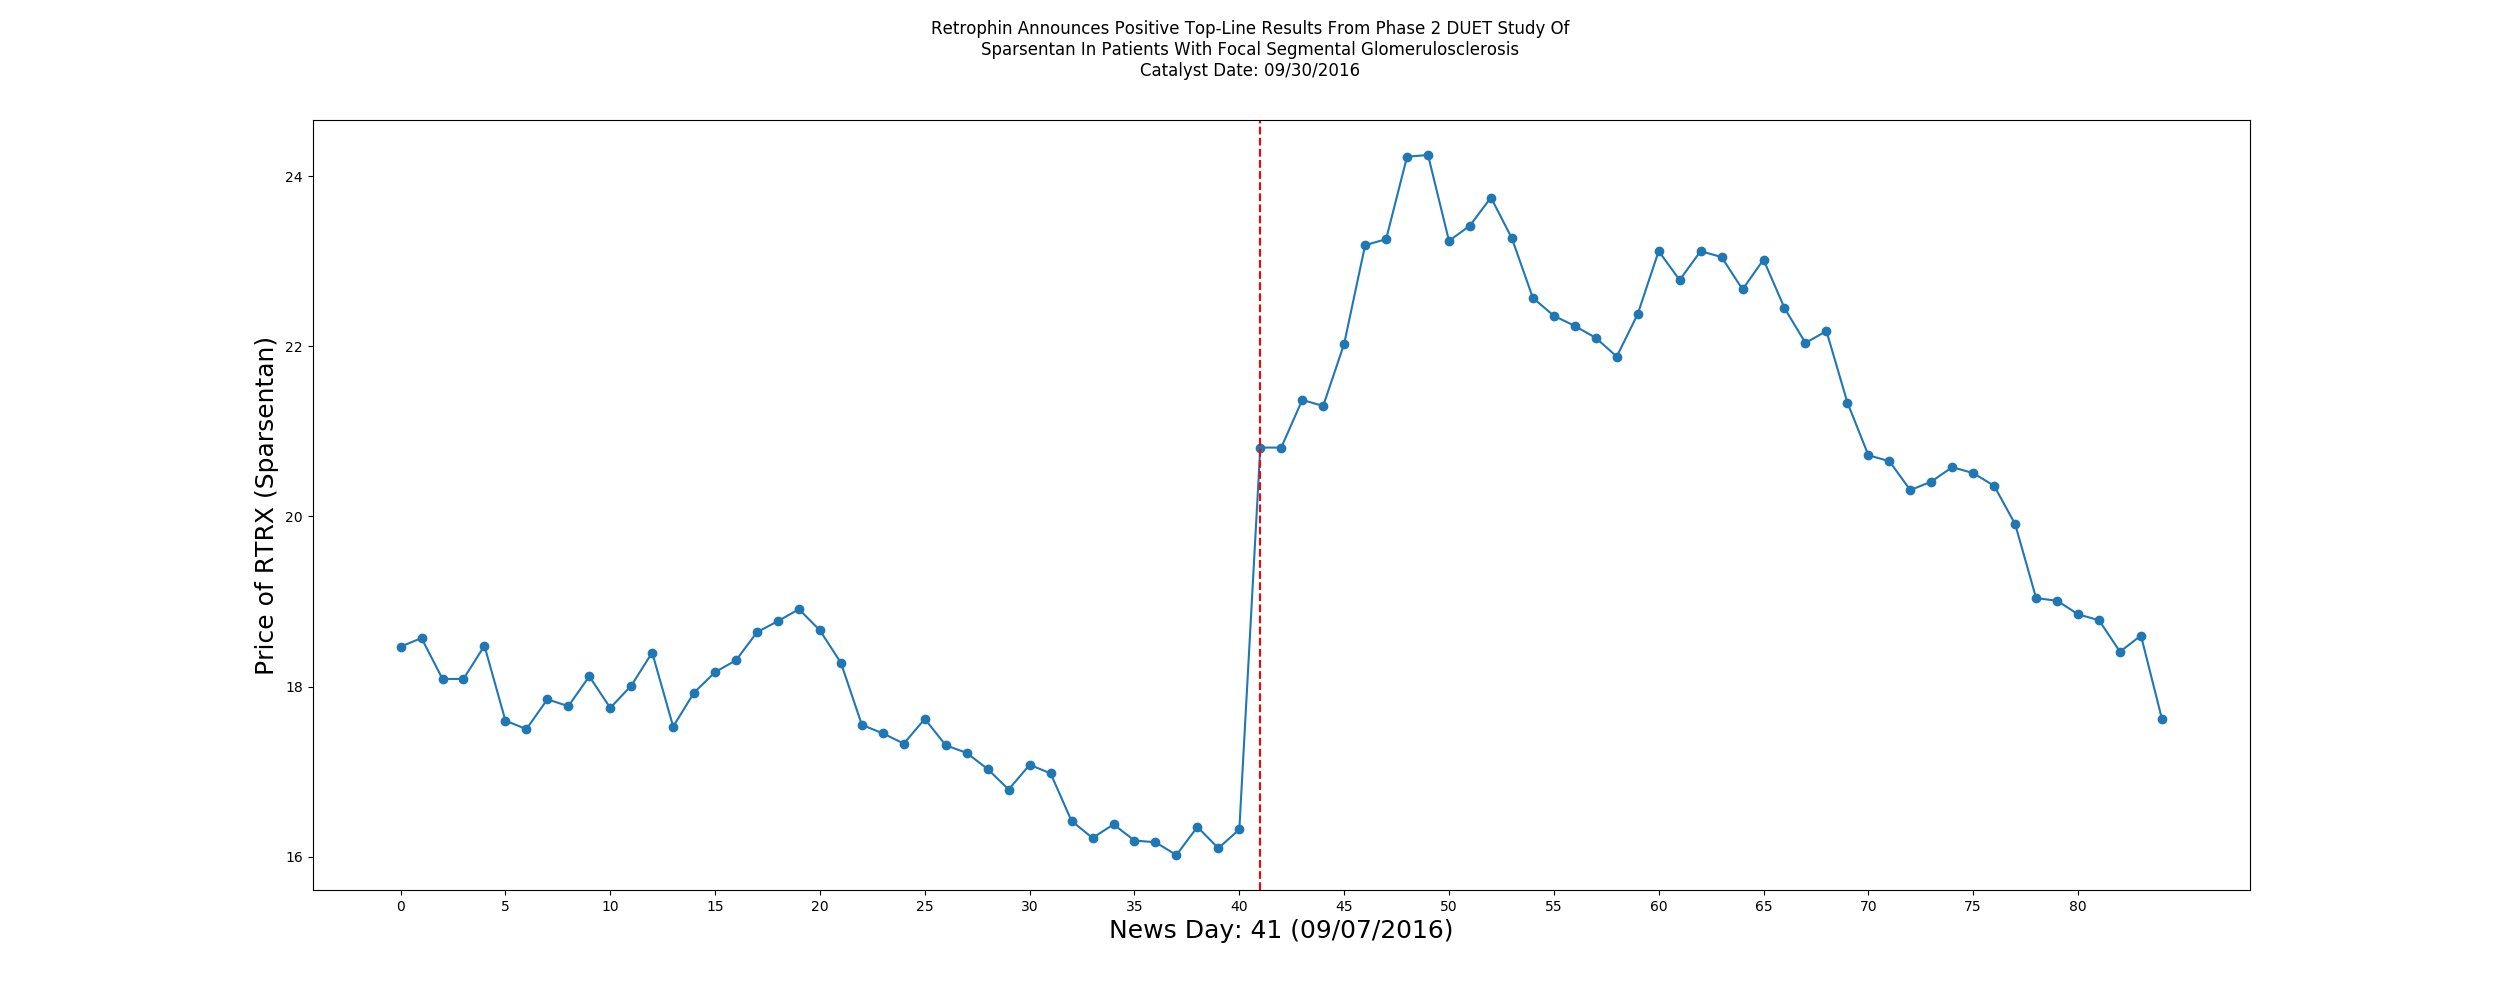 Retrophin Announces Positive Top-Line Results From Phase 2 DUET Study Of
Sparsentan In Patients With Focal Segmental Glomerulosclerosis
Catalyst Date: 09/30/2016
Price of RTRX (Sparsentan)
24
22
20
18
16
0 5 10 15 20 25 30 35 40 45 50 55 60 65 70 75 80
News Day: 41 (09/07/2016)